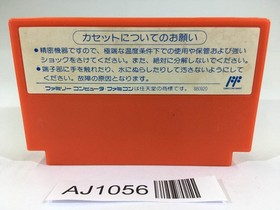 カセットについてのお願い
●精密機器ですので、極端な温度条件下での使用や保管および強い
ショックをさけてください。また、絶対に分解しないでください。
●端子部に手を触れたり、水にぬらしたりして汚さないようにして
ください。故障の原因となります。
ファミリーコンピュータ・ファミコンは任天堂の商標です。
AJ1056